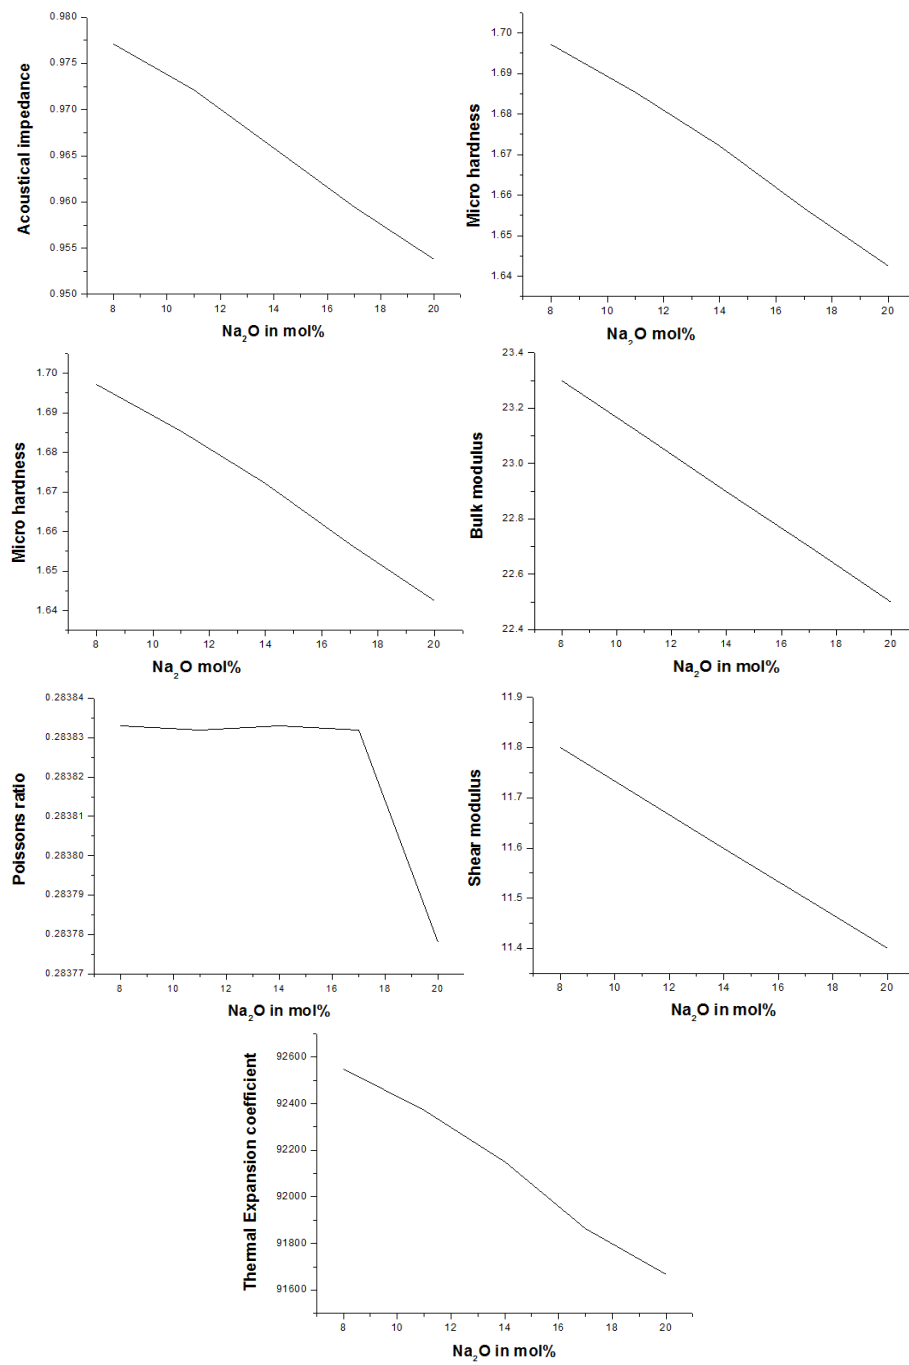 Acoustical impedance
0.980
0.975
0.970
0.965
0.960
0.955
0.950
8 10 12 14 16 18 20
Na₂O in mol%
Micro hardness
1.70
1.69
1.68
1.67
1.66
1.65
1.64
8 10 12 14 16 18 20
Na₂O mol%
Micro hardness
1.70
1.69
1.68
1.67
1.66
1.65
1.64
8 10 12 14 16 18 20
Na₂O mol%
Bulk modulus
23.4
23.2
23.0
22.8
22.6
22.4
8 10 12 14 16 18 20
Na₂O in mol%
Poissons ratio
0.28384
0.28383
0.28382
0.28381
0.28380
0.28379
0.28378
0.28377
8 10 12 14 16 18 20
Na₂O in mol%
Shear modulus
11.9
11.8
11.7
11.6
11.5
11.4
8 10 12 14 16 18 20
Na₂O in mol%
Thermal Expansion coefficient
92600
92400
92200
92000
91800
91600
8 10 12 14 16 18 20
Na₂O in mol%